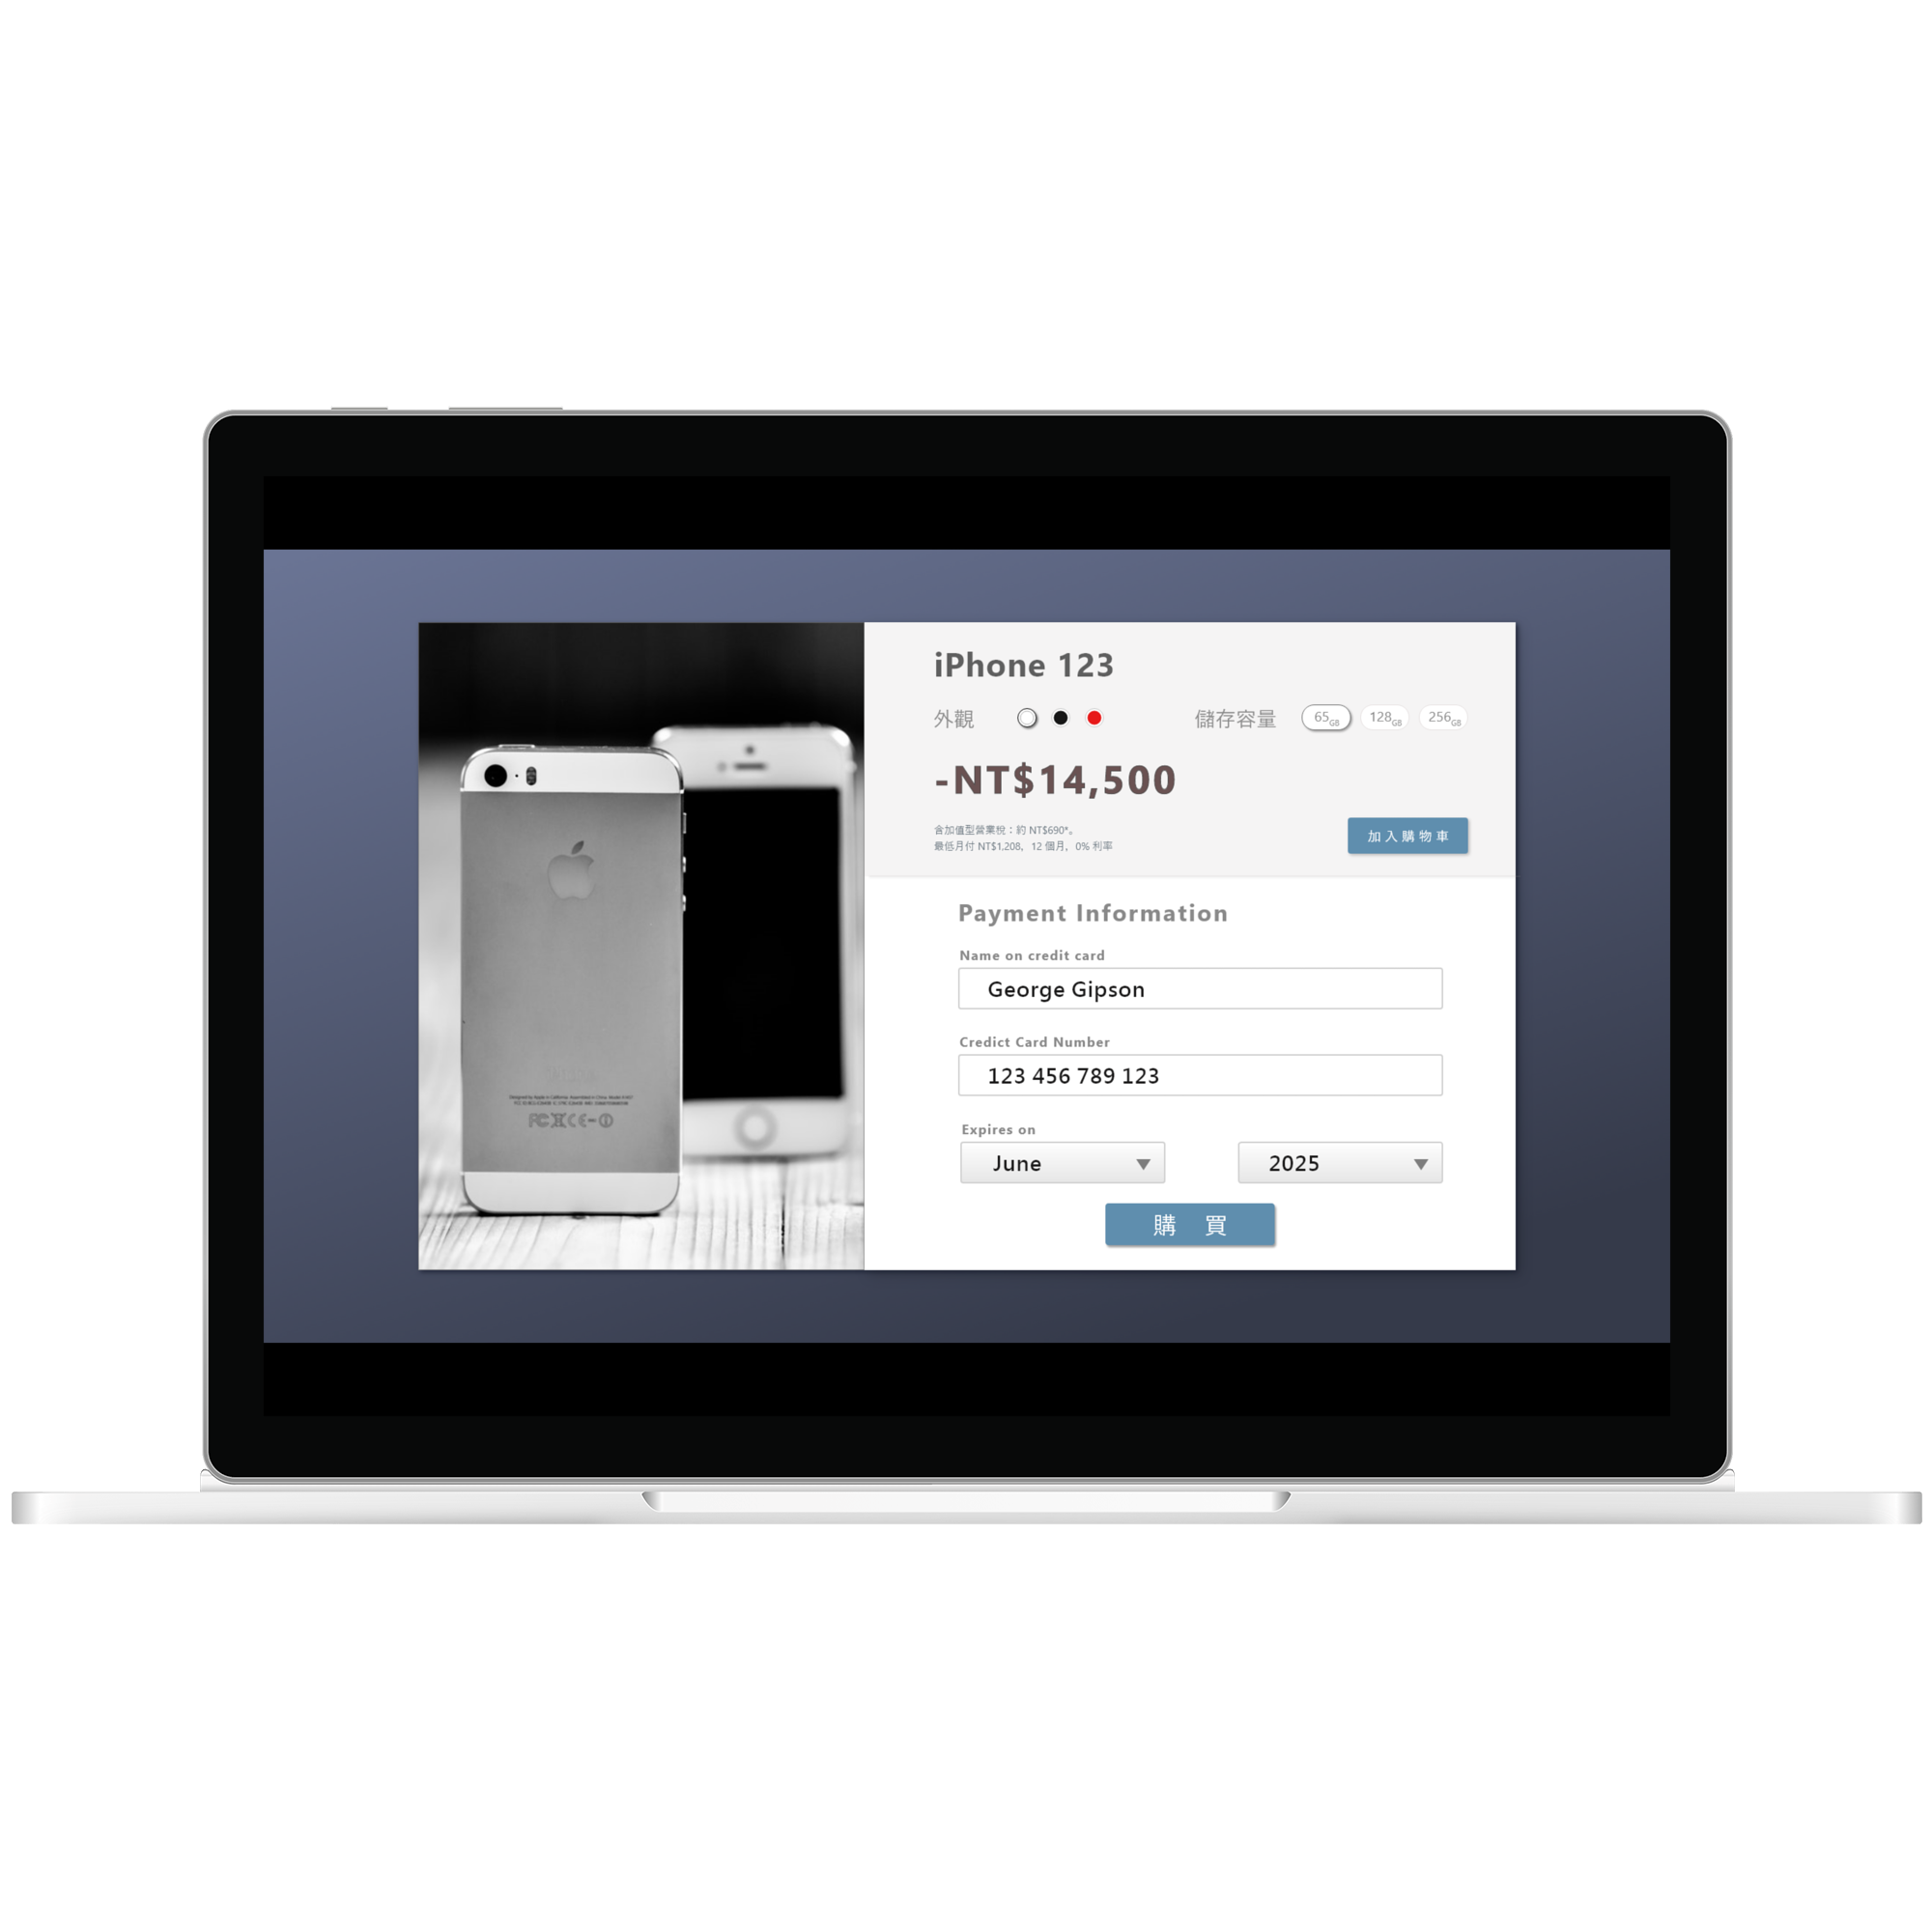 iPhone 123
外觀
儲存容量 65GB 128GB 256GB
-NT$14,500
含加值型營業稅：約 NT$690*。
最低月付 NT$1,208, 12 個月, 0% 利率
加入購物車
Payment Information
Name on credit card
George Gipson
Credict Card Number
123 456 789 123
Expires on
June 2025
購 買